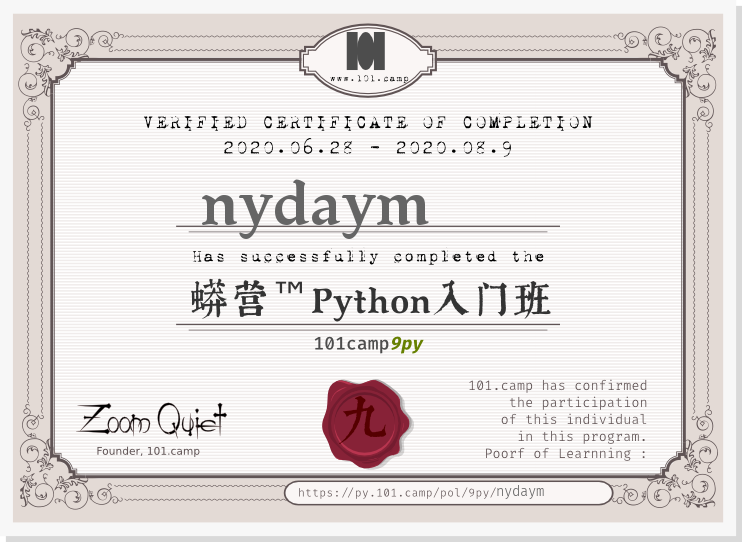 101
www.101.camp
VERIFIED CERTIFICATE OF COMPLETION
2020.06.28 - 2020.08.9
nydaym
Has successfully completed the
蟒营™Python入门班
101camp9py
九
101.camp has confirmed
the participation
of this individual
in this program.
Poorf of Learnning :
Zoom Quiet
Founder, 101.camp
https://py.101.camp/pol/9py/nydaym